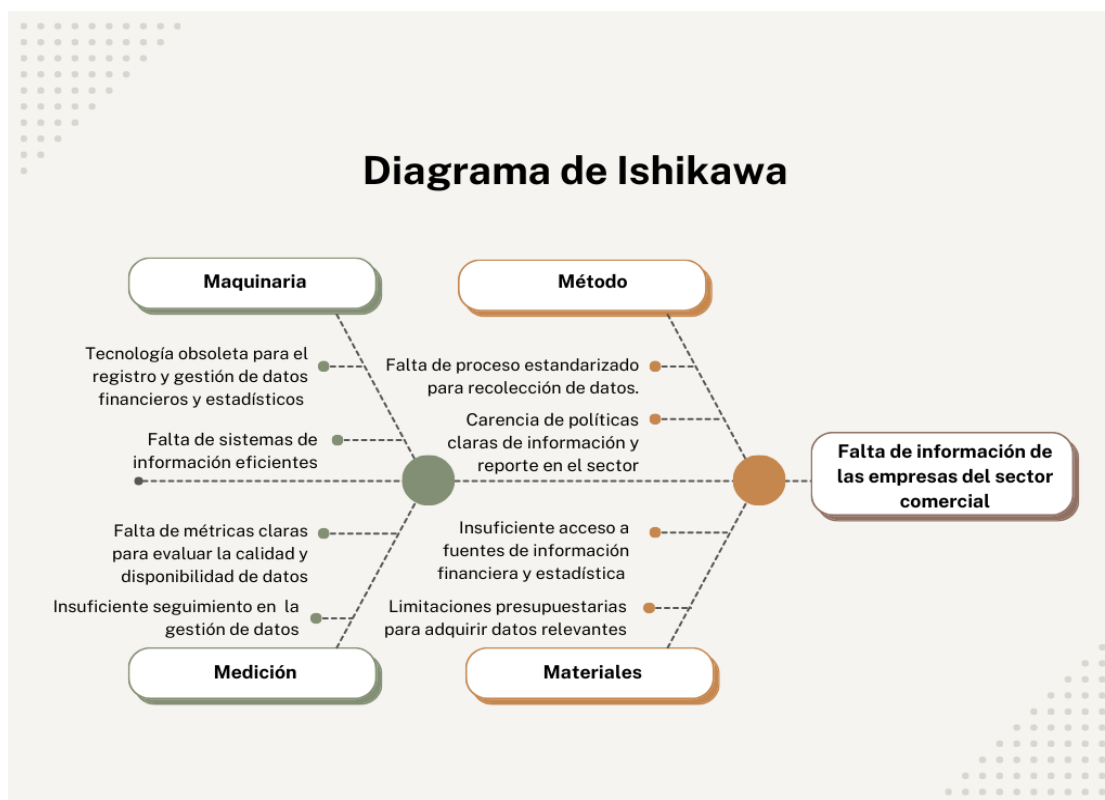 Diagrama de Ishikawa
Maquinaria
Método
Tecnología obsoleta para el
registro y gestión de datos
financieros y estadísticos
Falta de sistemas de
información eficientes
Falta de proceso estandarizado
para recolección de datos.
Carencia de políticas
claras de información y
reporte en el sector
Falta de información de
las empresas del sector
comercial
Falta de métricas claras
para evaluar la calidad y
disponibilidad de datos
Insuficiente seguimiento en  la
gestión de datos
Insuficiente acceso a
fuentes de información
financiera y estadística
Limitaciones presupuestarias
para adquirir datos relevantes
Medición
Materiales